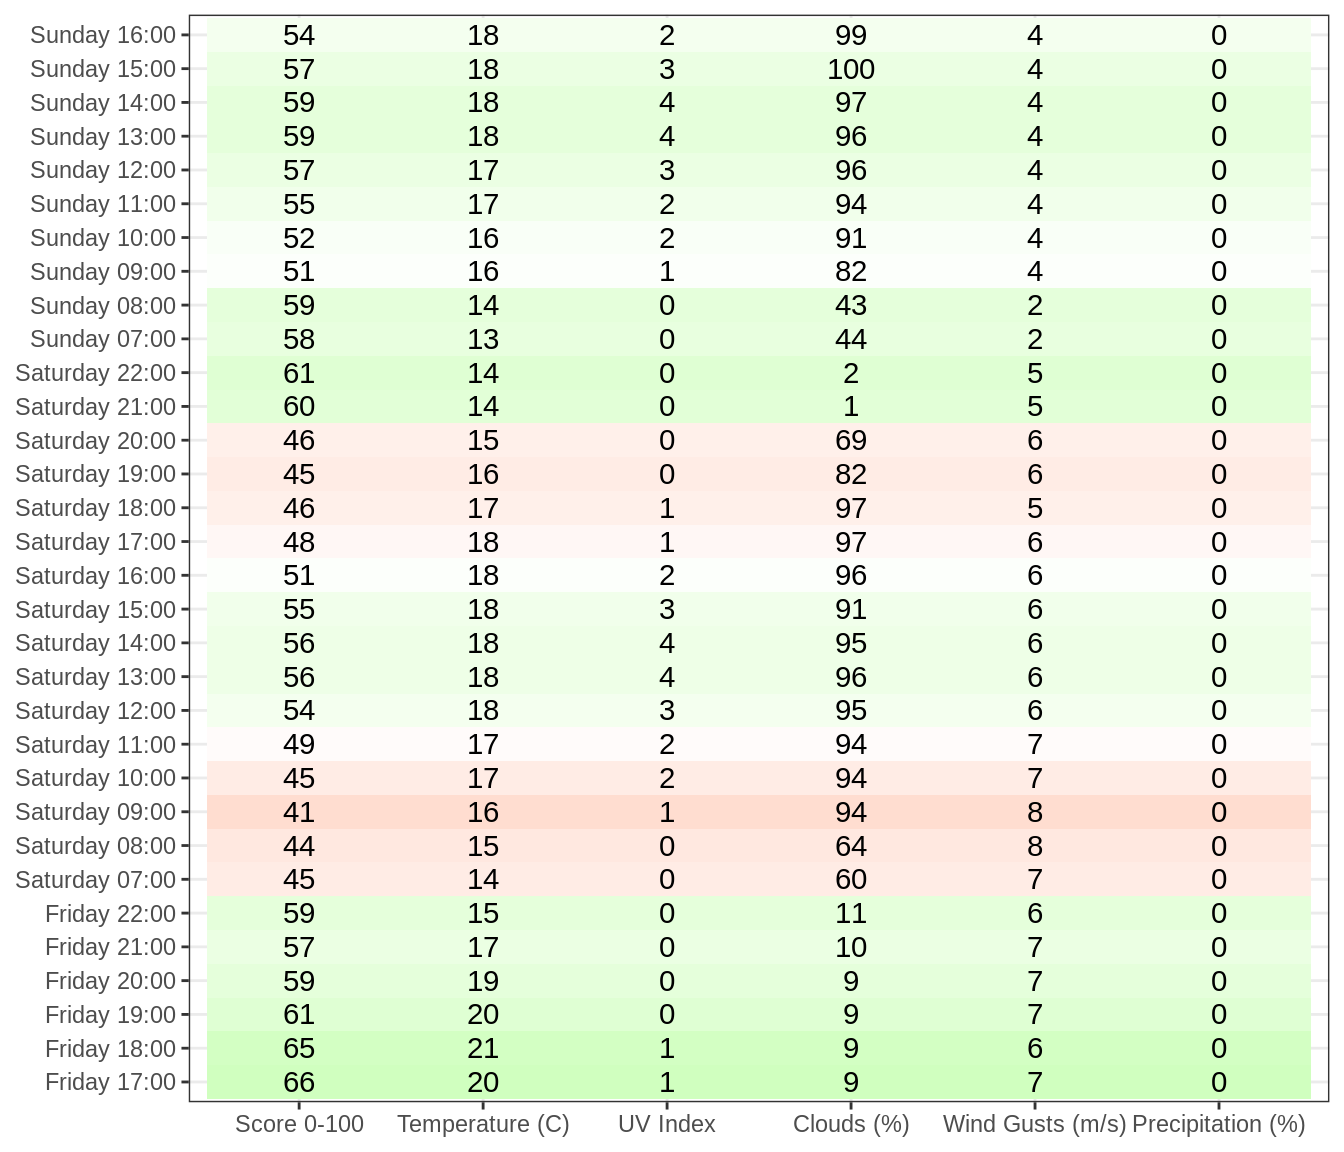 Sunday 16:00 54 18 2 99 4 0
Sunday 15:00 57 18 3 100 4 0
Sunday 14:00 59 18 4 97 4 0
Sunday 13:00 59 18 4 96 4 0
Sunday 12:00 57 17 3 96 4 0
Sunday 11:00 55 17 2 94 4 0
Sunday 10:00 52 16 2 91 4 0
Sunday 09:00 51 16 1 82 4 0
Sunday 08:00 59 14 0 43 2 0
Sunday 07:00 58 13 0 44 2 0
Saturday 22:00 61 14 0 2 5 0
Saturday 21:00 60 14 0 1 5 0
Saturday 20:00 46 15 0 69 6 0
Saturday 19:00 45 16 0 82 6 0
Saturday 18:00 46 17 1 97 5 0
Saturday 17:00 48 18 1 97 6 0
Saturday 16:00 51 18 2 96 6 0
Saturday 15:00 55 18 3 91 6 0
Saturday 14:00 56 18 4 95 6 0
Saturday 13:00 56 18 4 96 6 0
Saturday 12:00 54 18 3 95 6 0
Saturday 11:00 49 17 2 94 7 0
Saturday 10:00 45 17 2 94 7 0
Saturday 09:00 41 16 1 94 8 0
Saturday 08:00 44 15 0 64 8 0
Saturday 07:00 45 14 0 60 7 0
Friday 22:00 59 15 0 11 6 0
Friday 21:00 57 17 0 10 7 0
Friday 20:00 59 19 0 9 7 0
Friday 19:00 61 20 0 9 7 0
Friday 18:00 65 21 1 9 6 0
Friday 17:00 66 20 1 9 7 0
Score 0-100 Temperature (C) UV Index Clouds (%) Wind Gusts (m/s) Precipitation (%)